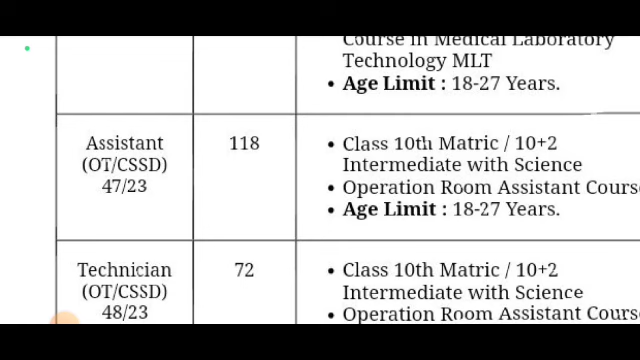 Course in Medical Laboratory
Technology MLT
• Age Limit : 18-27 Years.
Assistant
(OT/CSSD)
47/23
118
• Class 10th Matric / 10+2
Intermediate with Science
• Operation Room Assistant Cours
• Age Limit : 18-27 Years.
Technician
(OT/CSSD)
48/23
72
• Class 10th Matric / 10+2
Intermediate with Science
• Operation Room Assistant Cours